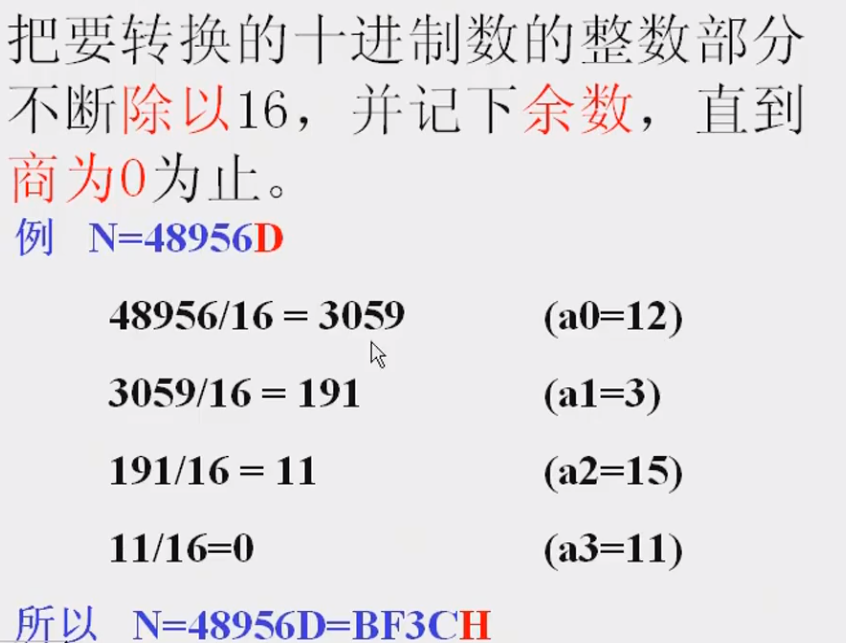 把要转换的十进制数的整数部分
不断除以16，并记下余数，直到
商为0为止。
例 N=48956D
48956/16 = 3059 (a0=12)
3059/16 = 191 (a1=3)
191/16 = 11 (a2=15)
11/16=0 (a3=11)
所以 N=48956D=BF3CH